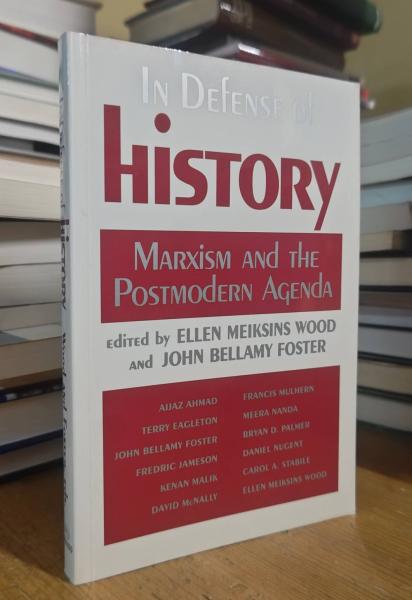 In Defense of
History
Marxism and the
Postmodern Agenda
edited by ELLEN MEIKSINS WOOD
and JOHN BELLAMY FOSTER
AIJAZ AHMAD
TERRY EAGLETON
JOHN BELLAMY FOSTER
FREDRIC JAMESON
KENAN MALIK
DAVID MCNALLY
FRANCIS MULHERN
MEERA NANDA
BRYAN D. PALMER
DANIEL NUGENT
CAROL A. STABILE
ELLEN MEIKSINS WOOD
History